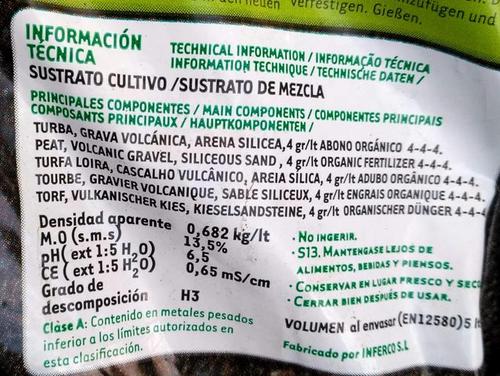 den neuen verfestigen. Gießen.
zufügen und
INFORMACIÓN TÉCNICA
TECHNICAL INFORMATION / INFORMAÇÃO TÉCNICA
INFORMATION TECHNIQUE / TECHNISCHE DATEN /
SUSTRATO CULTIVO /SUSTRATO DE MEZCLA
PRINCIPALES COMPONENTES / MAIN COMPONENTS / COMPONENTES PRINCIPAIS
COMPOSANTS PRINCIPAUX / HAUPTKOMPONENTEN /
TURBA, GRAVA VOLCÁNICA, ARENA SILICEA, 4 gr/lt ABONO ORGÁNICO 4-4-4.
PEAT, VOLCANIC GRAVEL, SILICEOUS SAND , 4 gr/lt ORGANIC FERTILIZER 4-4-4.
TURFA LOIRA, CASCALHO VULCÂNICO, AREIA SÍLICA, 4 gr/lt ADUBO ORGÂNICO 4-4-4.
TOURBE, GRAVIER VOLCANIQUE, SABLE SILICEUX, 4 gr/lt ENGRAIS ORGANIQUE 4-4-4.
TORF, VULKANISCHER KIES, KIESELSANDSTEINE, 4 gr/lt ORGANISCHER DÜNGER 4-4-4
Densidad aparente 0,682 kg/lt
M.O (s.m.s) 13,5%
pH( ext 1:5 H2O) 6,5
CE ( ext 1:5 H2O) 0,65 mS/cm
Grado de
descomposición H3
Clase A: Contenido en metales pesados
inferior a los límites autorizados en
esta clasificación.
· NO INGERIR.
· S13. MANTENGASE LEJOS DE
ALIMENTOS, BEBIDAS Y PIENSOS.
· CONSERVAR EN LUGAR FRESCO Y SECO
· CERRAR BIEN DESPUÉS DE USAR.
VOLUMEN al envasar (EN12580) 5 l
Fabricado por INFERCO S.L